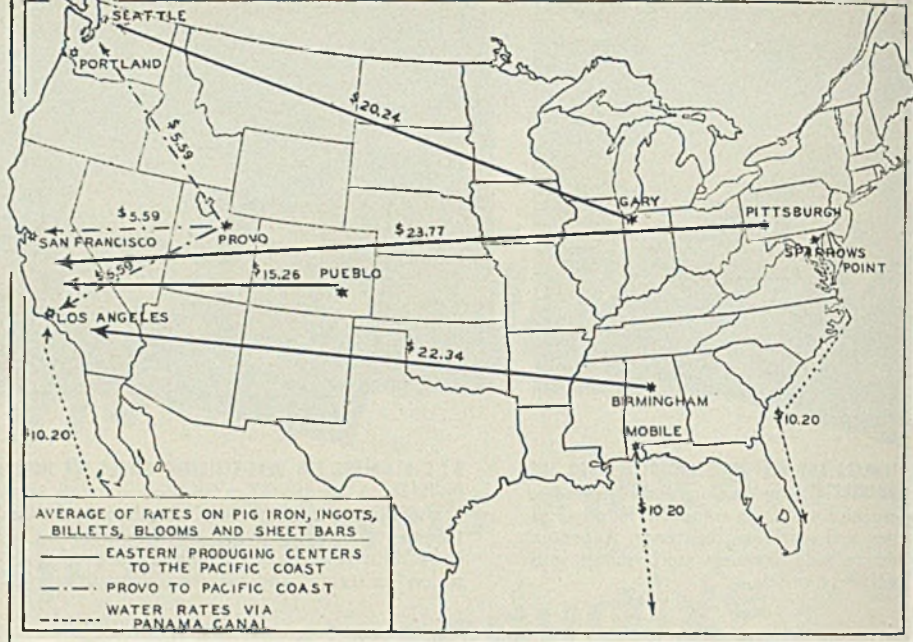 SEATTLE
PORTLAND
$20.24
$5.59
GARY
PITTSBURGH
$5.59
SAN FRANCISCO
PROVO
$23.77
SPARROWS
POINT
$5.59
$15.26
PUEBLO
LOS ANGELES
$22.34
BIRMINGHAM
MOBILE
$10.20
$10.20
$10.20
AVERAGE OF RATES ON PIG IRON, INGOTS,
BILLETS, BLOOMS AND SHEET BARS
EASTERN PRODUCING CENTERS
TO THE PACIFIC COAST
PROVO TO PACIFIC COAST
WATER RATES VIA
PANAMA CANAL